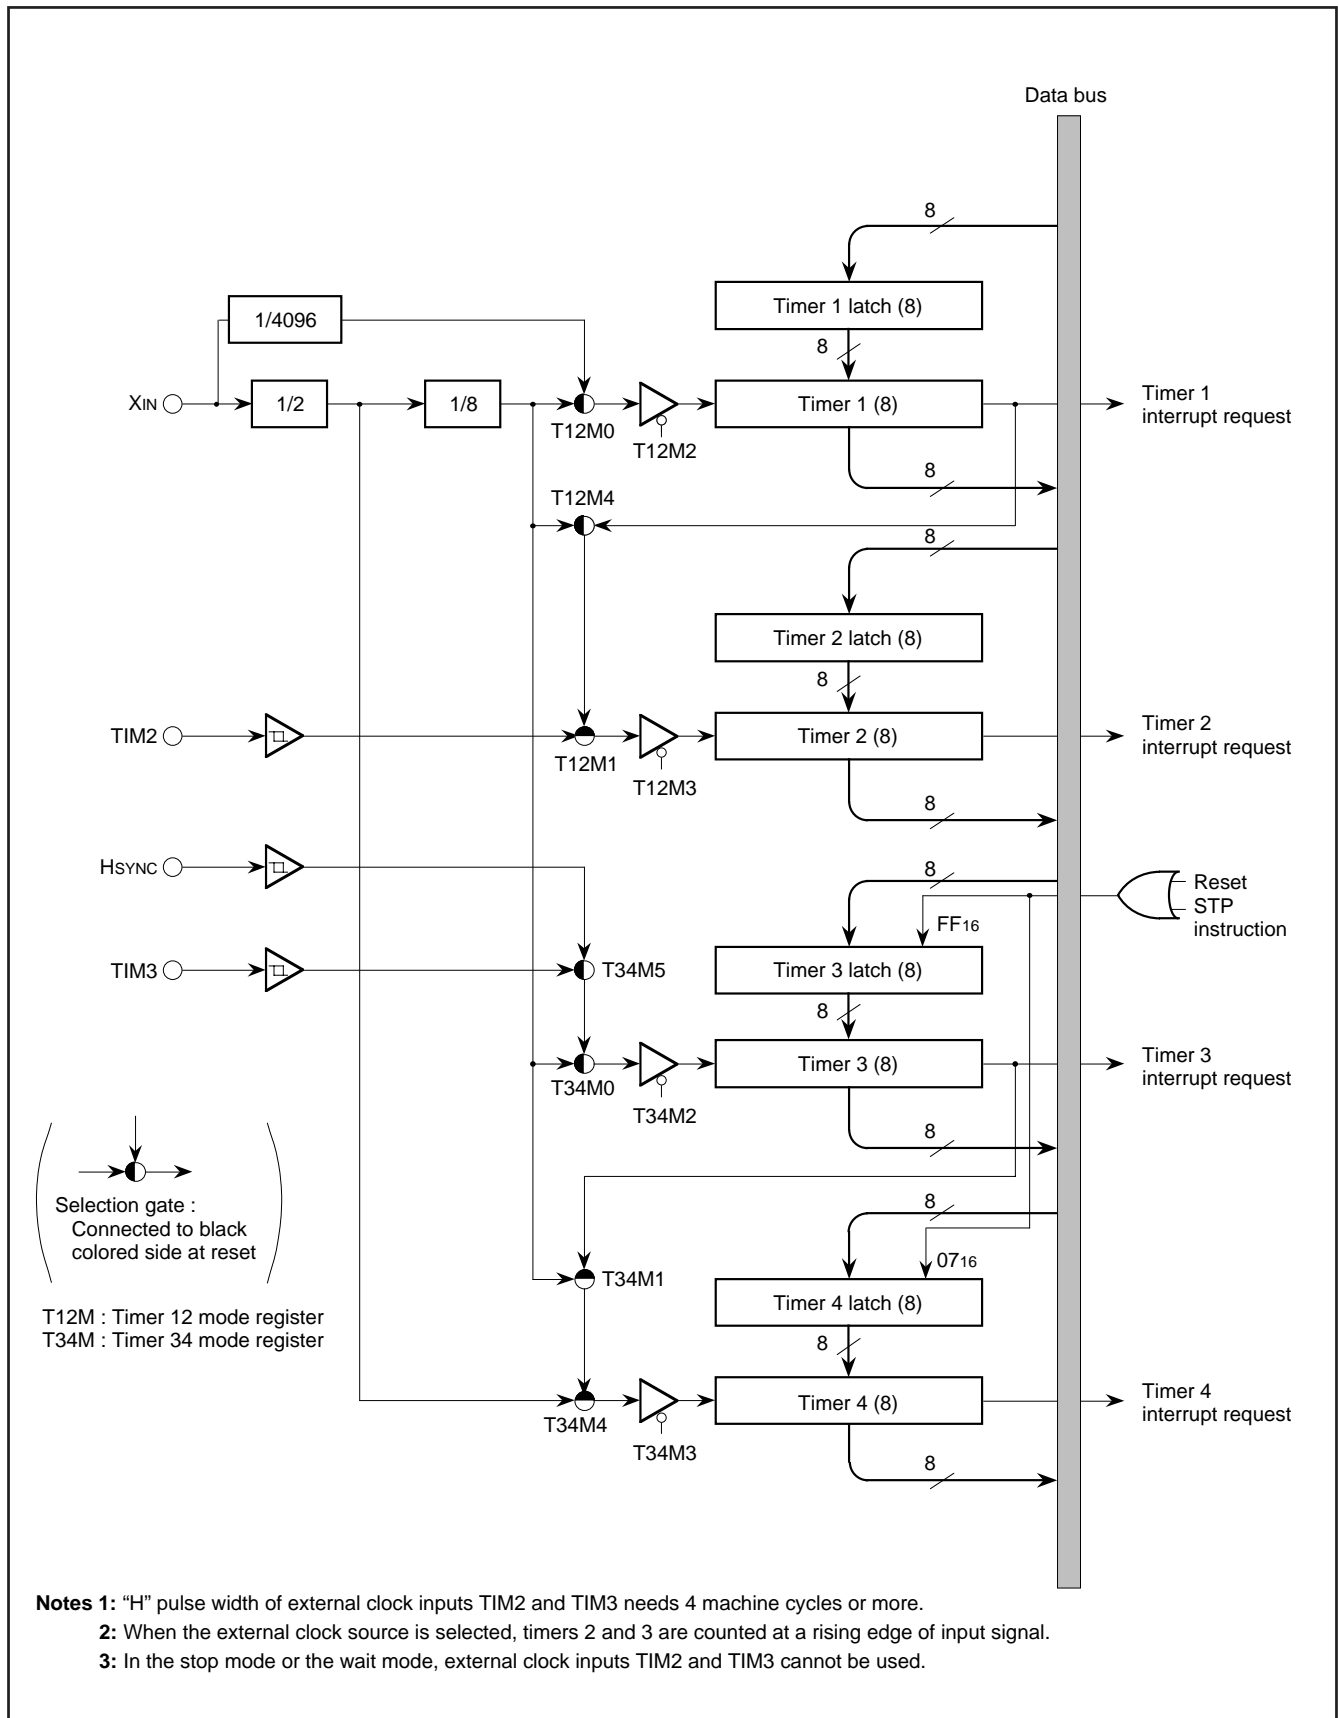 Data bus
8
Timer 1 latch (8)
1/4096
8
XIN
1/2
1/8
Timer 1 (8)
Timer 1
interrupt request
T12M0
T12M2
8
T12M4
8
Timer 2 latch (8)
8
TIM2
Timer 2 (8)
Timer 2
interrupt request
T12M1
T12M3
8
HSYNC
8
Reset
STP
instruction
FF16
TIM3
T34M5
Timer 3 latch (8)
8
Timer 3 (8)
Timer 3
interrupt request
T34M0
T34M2
8
Selection gate :
Connected to black
colored side at reset
8
0716
T34M1
Timer 4 latch (8)
T12M : Timer 12 mode register
T34M : Timer 34 mode register
8
Timer 4 (8)
Timer 4
interrupt request
T34M4
T34M3
8
Notes 1: “H” pulse width of external clock inputs TIM2 and TIM3 needs 4 machine cycles or more.
2: When the external clock source is selected, timers 2 and 3 are counted at a rising edge of input signal.
3: In the stop mode or the wait mode, external clock inputs TIM2 and TIM3 cannot be used.